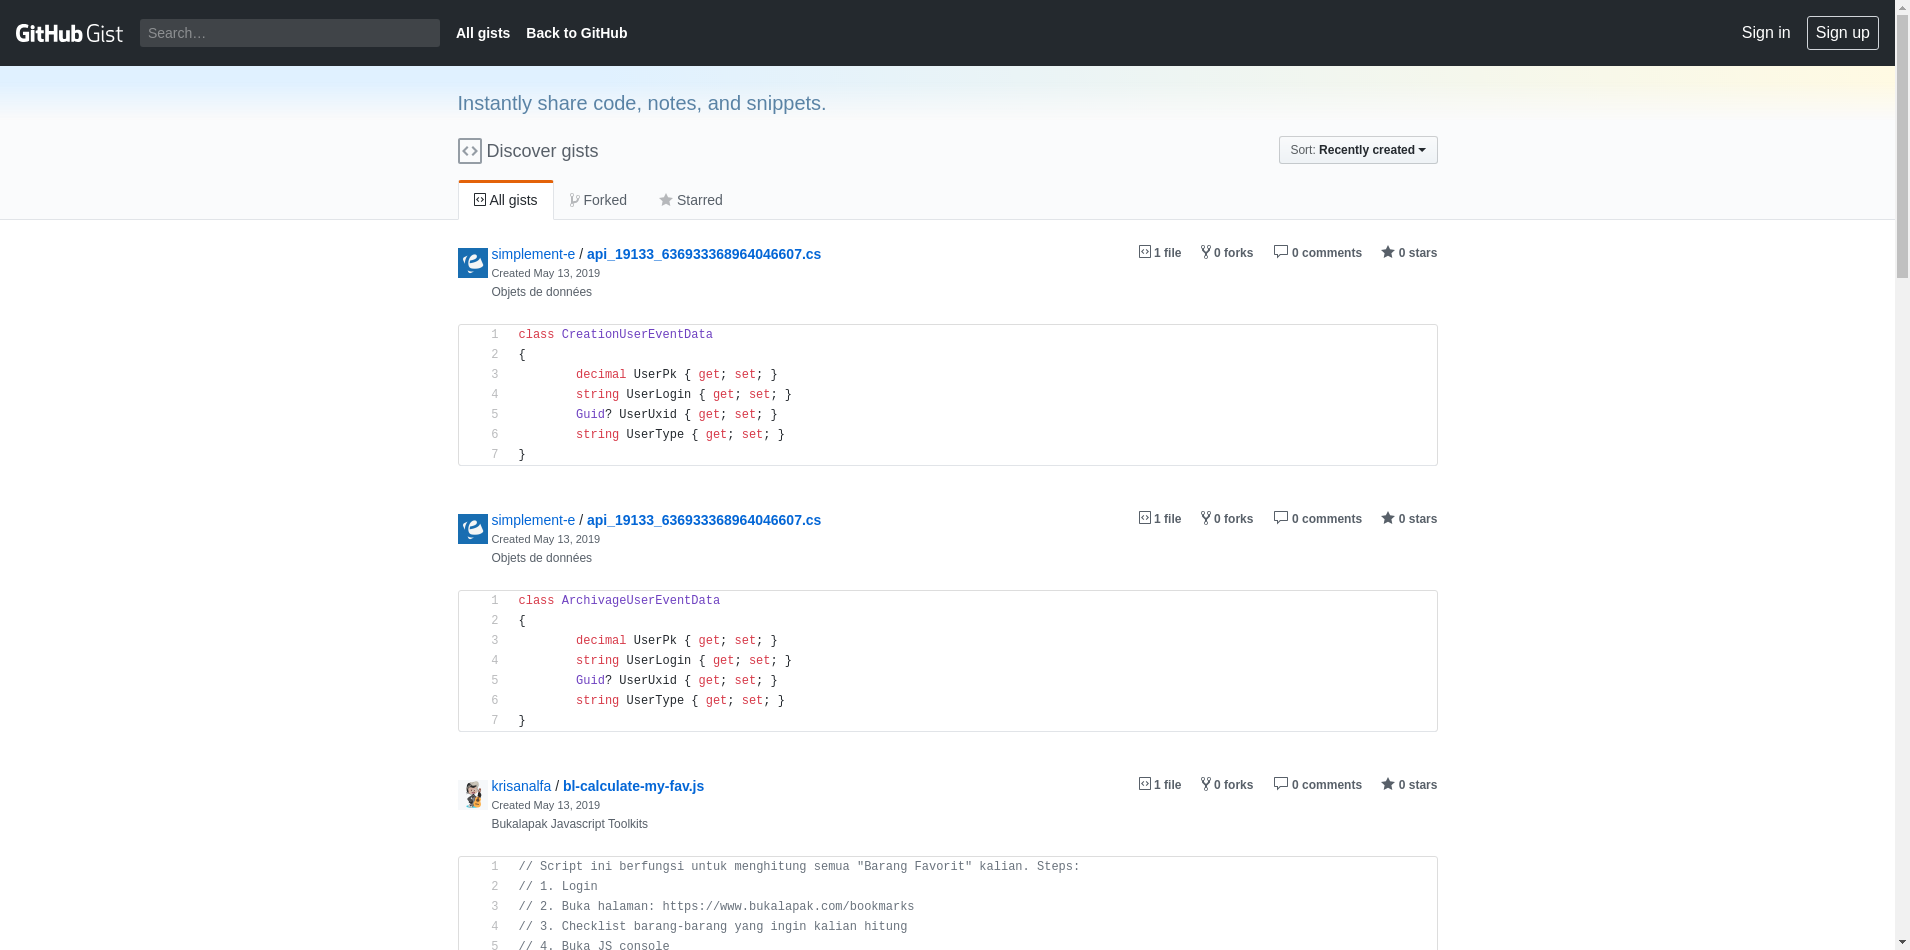 GitHub Gist Search… All gists Back to GitHub Sign in Sign up
Instantly share code, notes, and snippets.
Discover gists Sort: Recently created
All gists Forked Starred
simplement-e / api_19133_636933368964046607.cs 1 file 0 forks 0 comments 0 stars
Created May 13, 2019
Objets de données
1 class CreationUserEventData
2 {
3 decimal UserPk { get; set; }
4 string UserLogin { get; set; }
5 Guid? UserUxid { get; set; }
6 string UserType { get; set; }
7 }
simplement-e / api_19133_636933368964046607.cs 1 file 0 forks 0 comments 0 stars
Created May 13, 2019
Objets de données
1 class ArchivageUserEventData
2 {
3 decimal UserPk { get; set; }
4 string UserLogin { get; set; }
5 Guid? UserUxid { get; set; }
6 string UserType { get; set; }
7 }
krisanalfa / bl-calculate-my-fav.js 1 file 0 forks 0 comments 0 stars
Created May 13, 2019
Bukalapak Javascript Toolkits
1 // Script ini berfungsi untuk menghitung semua "Barang Favorit" kalian. Steps:
2 // 1. Login
3 // 2. Buka halaman: https://www.bukalapak.com/bookmarks
4 // 3. Checklist barang-barang yang ingin kalian hitung
5 // 4. Buka JS console